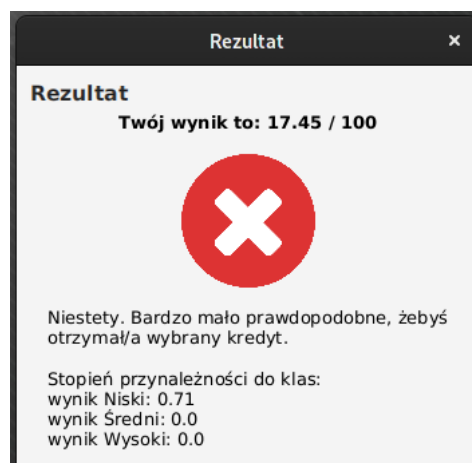 Rezultat
Rezultat
Twój wynik to: 17.45 / 100
Niestety. Bardzo mało prawdopodobne, żebyś
otrzymał/a wybrany kredyt.
Stopień przynależności do klas:
wynik Niski: 0.71
wynik Średni: 0.0
wynik Wysoki: 0.0